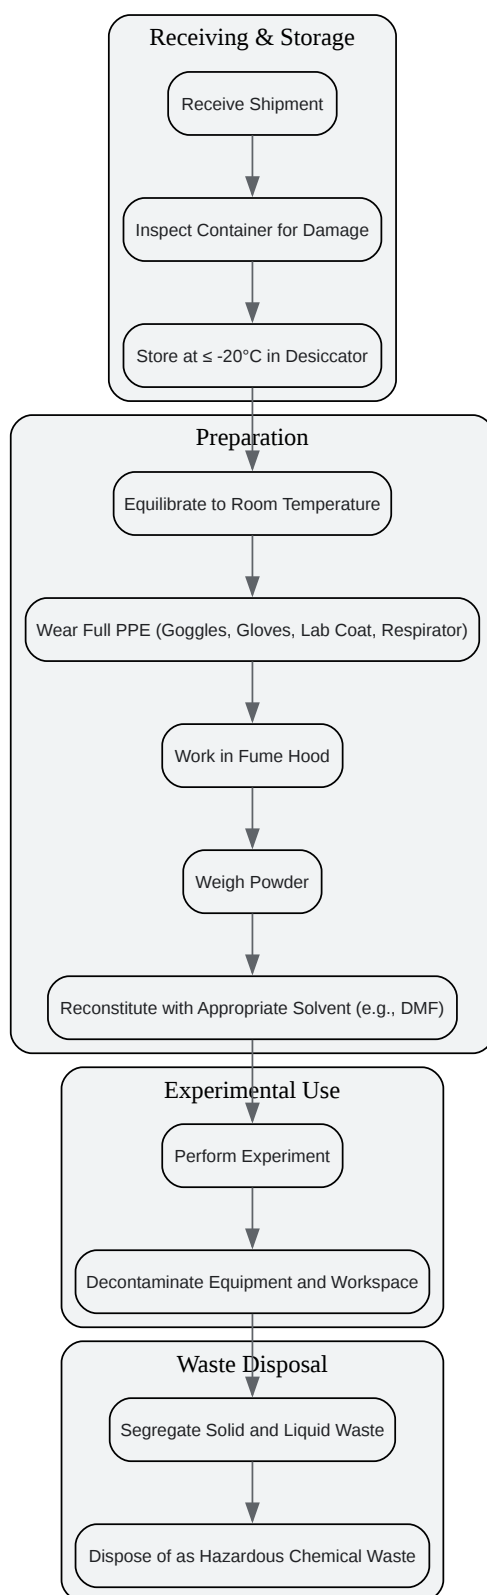 Receiving & Storage
Receive Shipment
Inspect Container for Damage
Store at ≤ -20°C in Desiccator
Preparation
Equilibrate to Room Temperature
Wear Full PPE (Goggles, Gloves, Lab Coat, Respirator)
Work in Fume Hood
Weigh Powder
Reconstitute with Appropriate Solvent (e.g., DMF)
Experimental Use
Perform Experiment
Decontaminate Equipment and Workspace
Waste Disposal
Segregate Solid and Liquid Waste
Dispose of as Hazardous Chemical Waste